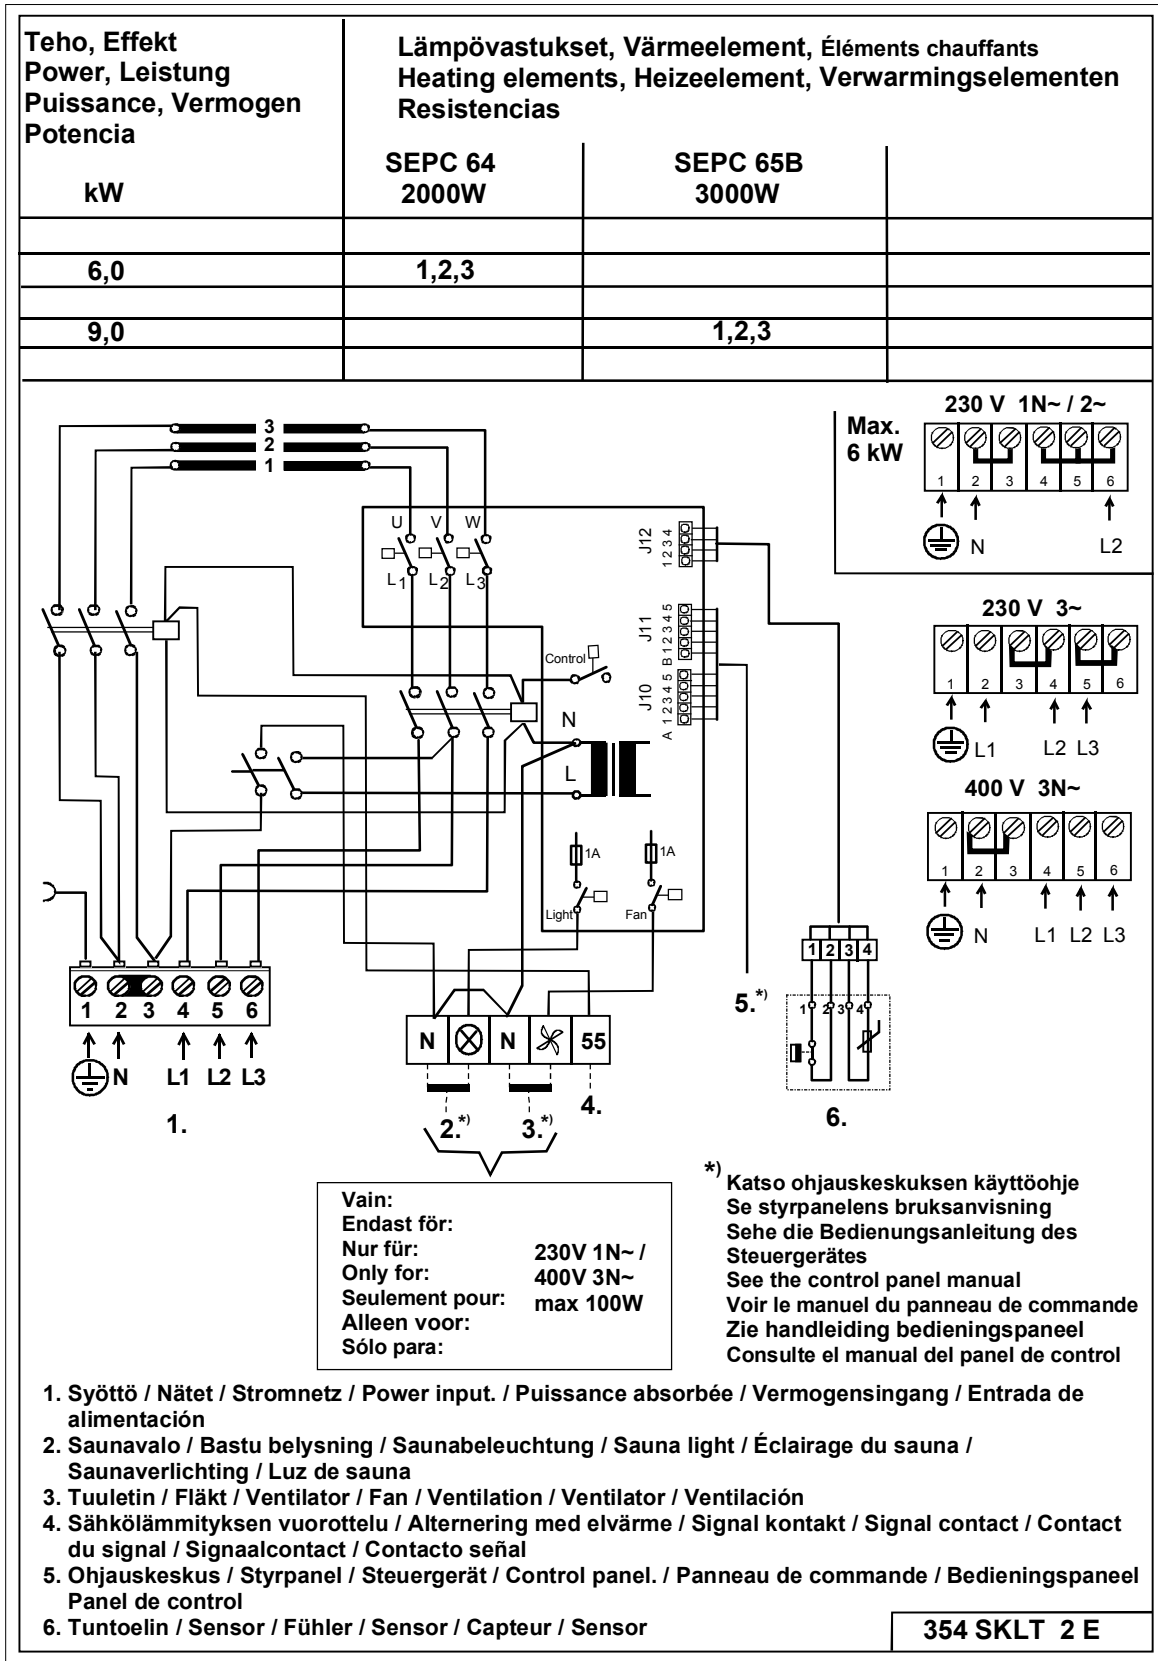 Teho, Effekt
Power, Leistung
Puissance, Vermogen
Potencia
kW
Lämpövastukset, Värmeelement, Éléments chauffants
Heating elements, Heizeelement, Verwarmingselementen
Resistencias
SEPC 64
2000W
SEPC 65B
3000W
6,0 1,2,3
9,0 1,2,3
Max.
6 kW
230 V 1N~ / 2~
1 2 3 4 5 6
N L2
230 V 3~
1 2 3 4 5 6
L1 L2 L3
400 V 3N~
1 2 3 4 5 6
N L1 L2 L3
3
2
1
U V W
L1 L2 L3
J12
1 2 3 4
J11
B 1 2 3 4 5
J10
A 1 2 3 4 5
Control
N
L
1A 1A
Light Fan
1 2 3 4 5 6
N L1 L2 L3
1.
N N 55
2.*) 3.*) 4.
5.*)
1 2 3 4
1 2 3 4
6.
Vain:
Endast för:
Nur für:
Only for:
Seulement pour:
Alleen voor:
Sólo para:
230V 1N~ /
400V 3N~
max 100W
*) Katso ohjauskeskuksen käyttöohje
Se styrpanelens bruksanvisning
Sehe die Bedienungsanleitung des
Steuergerätes
See the control panel manual
Voir le manuel du panneau de commande
Zie handleiding bedieningspaneel
Consulte el manual del panel de control
1. Syöttö / Nätet / Stromnetz / Power input. / Puissance absorbée / Vermogensingang / Entrada de
alimentación
2. Saunavalo / Bastu belysning / Saunabeleuchtung / Sauna light / Éclairage du sauna /
Saunaverlichting / Luz de sauna
3. Tuuletin / Fläkt / Ventilator / Fan / Ventilation / Ventilator / Ventilación
4. Sähkölämmityksen vuorottelu / Alternering med elvärme / Signal kontakt / Signal contact / Contact
du signal / Signaalcontact / Contacto señal
5. Ohjauskeskus / Styrpanel / Steuergerät / Control panel. / Panneau de commande / Bedieningspaneel
Panel de control
6. Tuntoelin / Sensor / Fühler / Sensor / Capteur / Sensor
354 SKLT 2 E